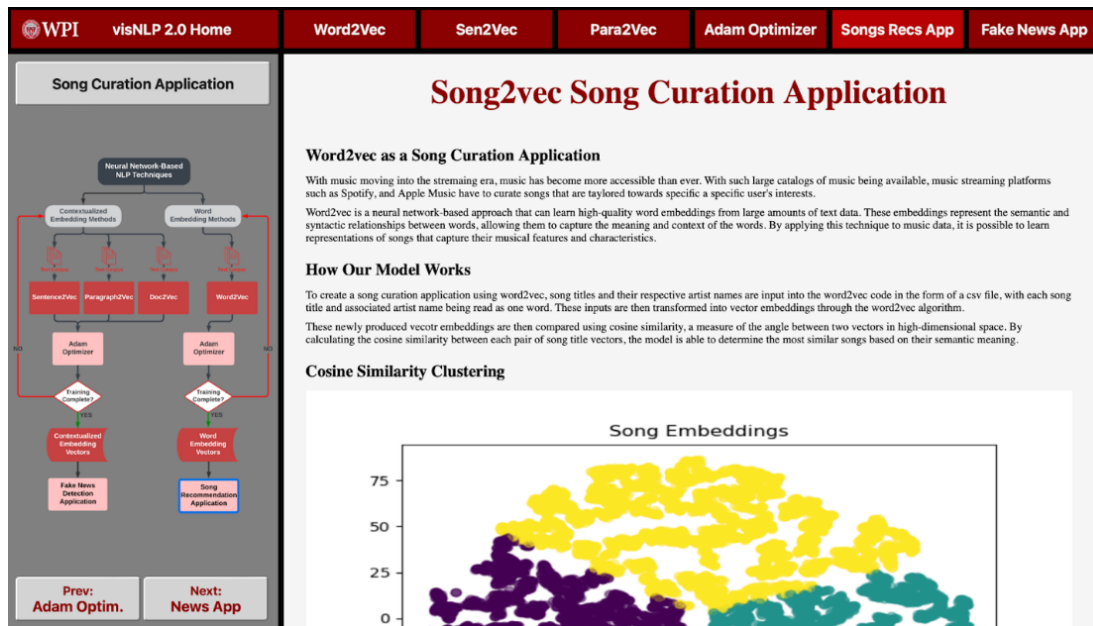 WPI
visNLP 2.0 Home
Word2Vec
Sen2Vec
Para2Vec
Adam Optimizer
Songs Recs App
Fake News App
Song Curation Application
Neural Network-Based
NLP Techniques
Contextualized
Embedding Methods
Word
Embedding Methods
Text Corpus
Text Corpus
Text Corpus
Text Corpus
Sentence2Vec
Paragraph2Vec
Doc2Vec
Word2Vec
NO
Adam
Optimizer
Adam
Optimizer
NO
Training
Complete?
Training
Complete?
YES
YES
Contextualized
Embedding
Vectors
Word
Embedding
Vectors
Fake News
Detection
Application
Song
Recommendation
Application
Prev:
Adam Optim.
Next:
News App
Song2vec Song Curation Application
Word2vec as a Song Curation Application
With music moving into the stremaing era, music has become more accessible than ever. With such large catalogs of music being available, music streaming platforms
such as Spotify, and Apple Music have to curate songs that are taylored towards specific a specific user's interests.
Word2vec is a neural network-based approach that can learn high-quality word embeddings from large amounts of text data. These embeddings represent the semantic and
syntactic relationships between words, allowing them to capture the meaning and context of the words. By applying this technique to music data, it is possible to learn
representations of songs that capture their musical features and characteristics.
How Our Model Works
To create a song curation application using word2vec, song titles and their respective artist names are input into the word2vec code in the form of a csv file, with each song
title and associated artist name being read as one word. These inputs are then transformed into vector embeddings through the word2vec algorithm.
These newly produced vecotr embeddings are then compared using cosine similarity, a measure of the angle between two vectors in high-dimensional space. By
calculating the cosine similarity between each pair of song title vectors, the model is able to determine the most similar songs based on their semantic meaning.
Cosine Similarity Clustering
Song Embeddings
75
50
25
0